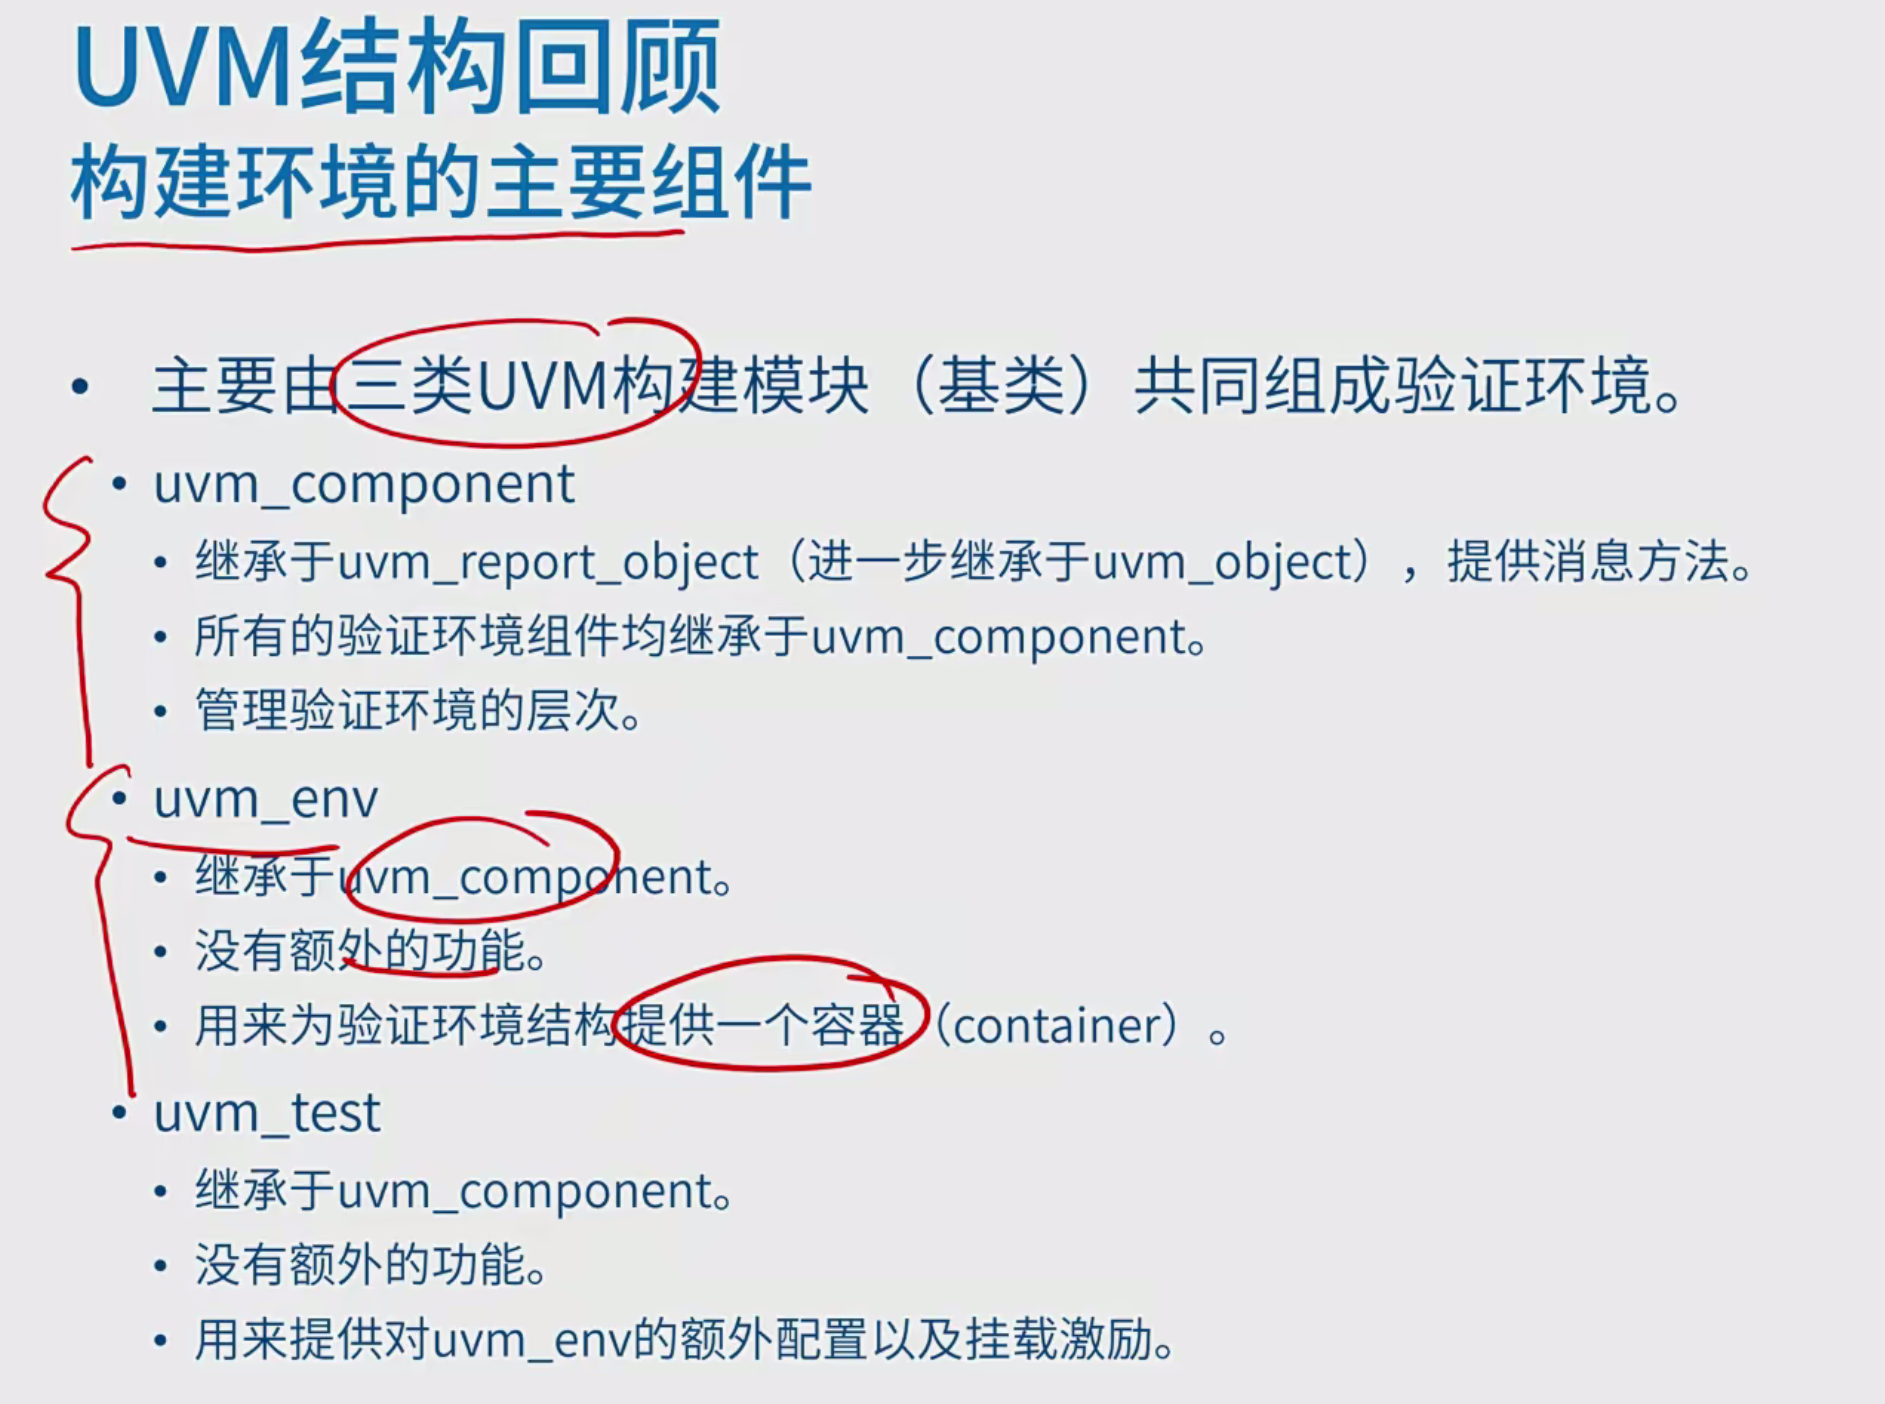 UVM结构回顾
构建环境的主要组件
• 主要由三类UVM构建模块（基类）共同组成验证环境。
• uvm_component
• 继承于uvm_report_object（进一步继承于uvm_object），提供消息方法。
• 所有的验证环境组件均继承于uvm_component。
• 管理验证环境的层次。
• uvm_env
• 继承于uvm_component。
• 没有额外的功能。
• 用来为验证环境结构提供一个容器（container）。
• uvm_test
• 继承于uvm_component。
• 没有额外的功能。
• 用来提供对uvm_env的额外配置以及挂载激励。